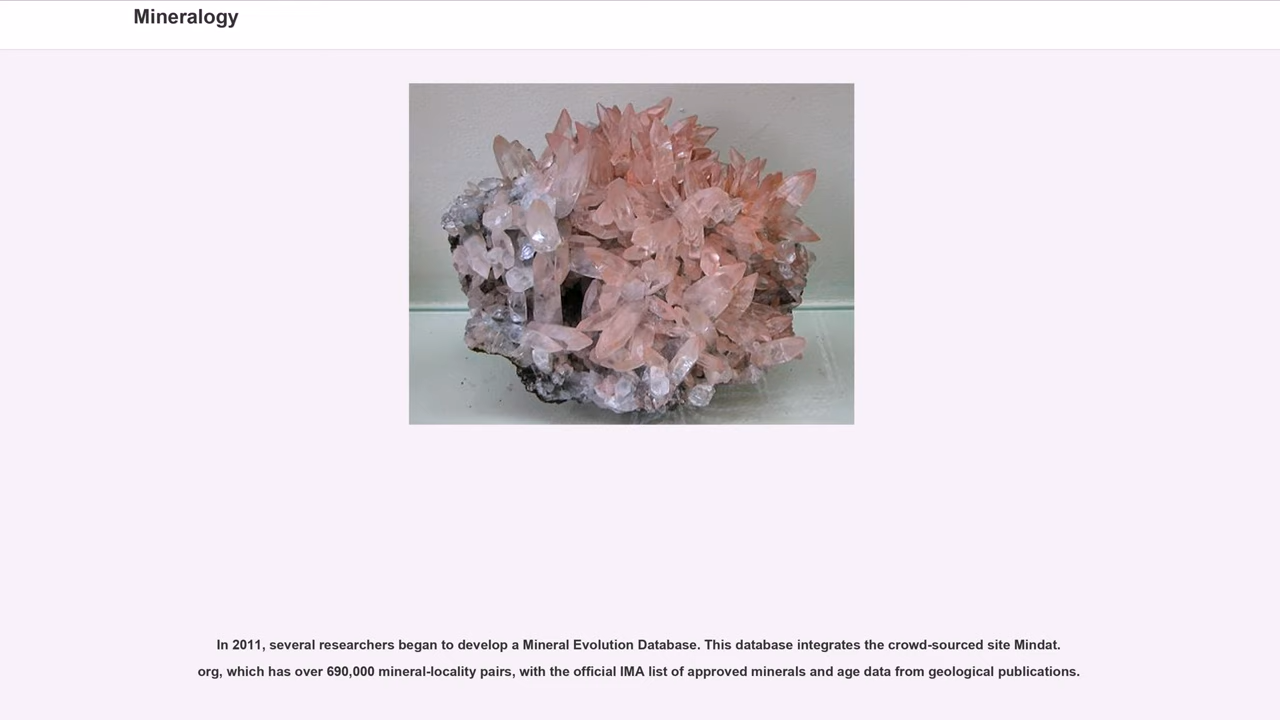 Mineralogy
In 2011, several researchers began to develop a Mineral Evolution Database. This database integrates the crowd-sourced site Mindat.
org, which has over 690,000 mineral-locality pairs, with the official IMA list of approved minerals and age data from geological publications.